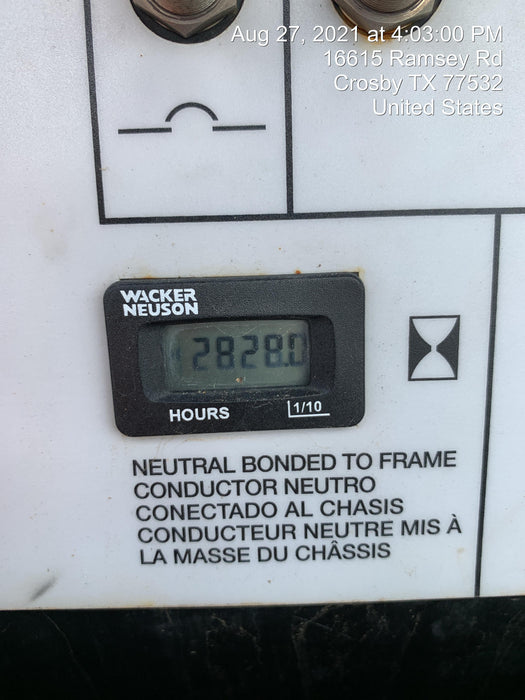 Aug 27, 2021 at 4:03:00 PM
16615 Ramsey Rd
Crosby TX 77532
United States
WACKER
NEUSON
2828.0
HOURS 1/10
NEUTRAL BONDED TO FRAME
CONDUCTOR NEUTRO
CONECTADO AL CHASIS
CONDUCTEUR NEUTRE MIS À
LA MASSE DU CHÂSSIS